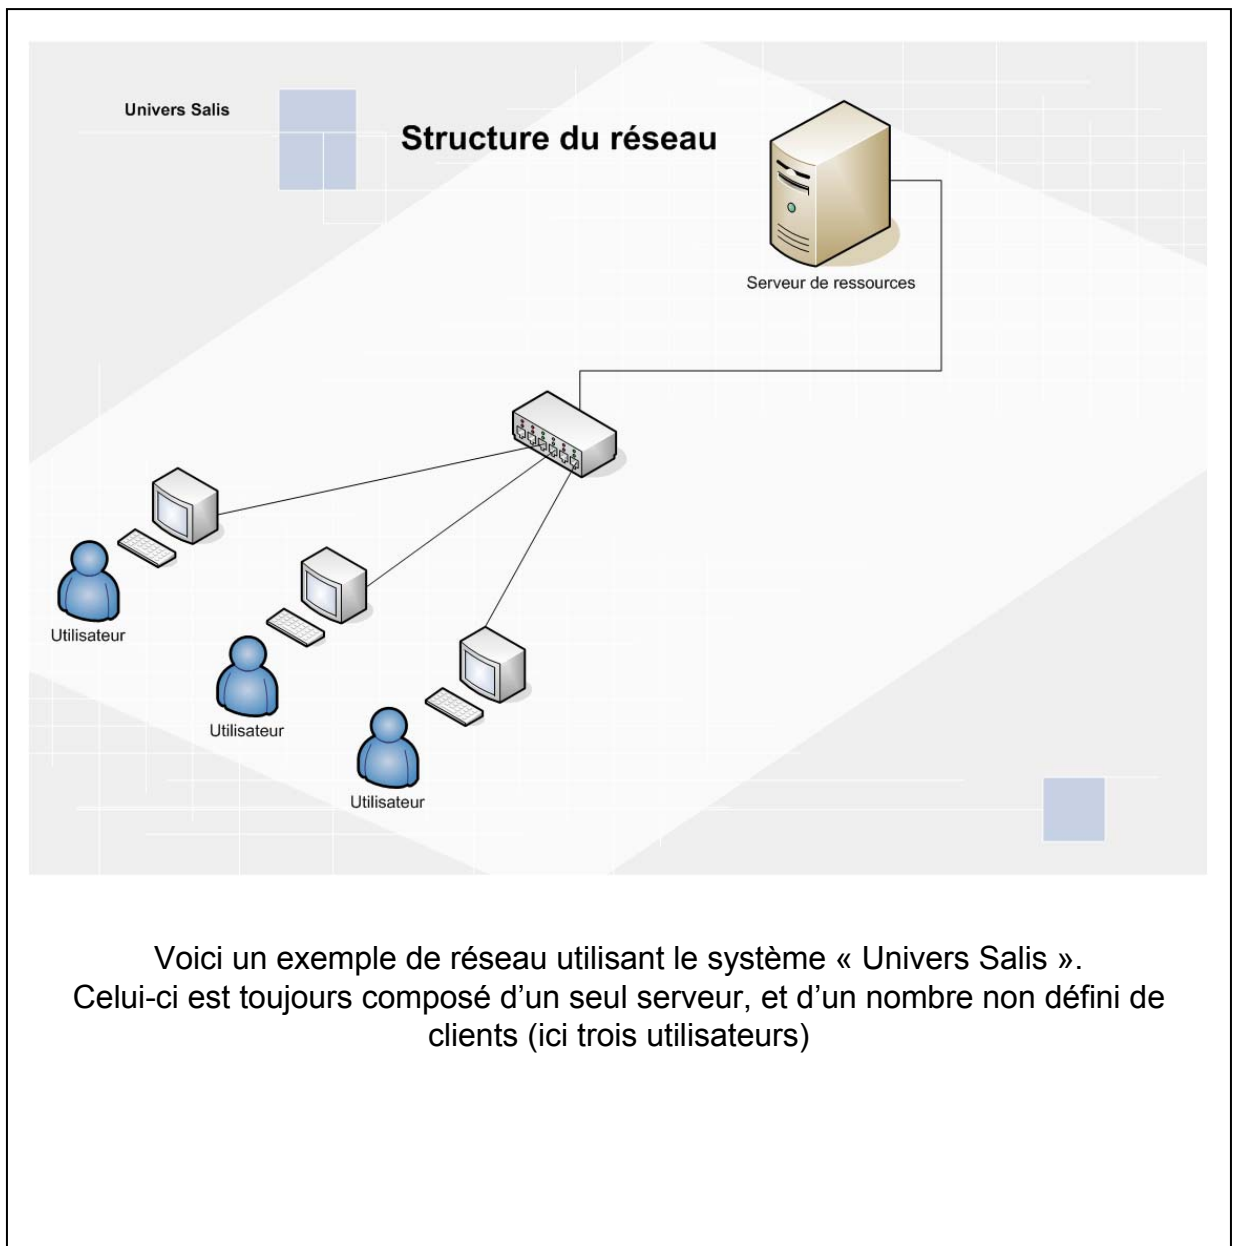 Univers Salis
Structure du réseau
Serveur de ressources
Utilisateur
Utilisateur
Utilisateur
Voici un exemple de réseau utilisant le système « Univers Salis ».
Celui-ci est toujours composé d’un seul serveur, et d’un nombre non défini de
clients (ici trois utilisateurs)